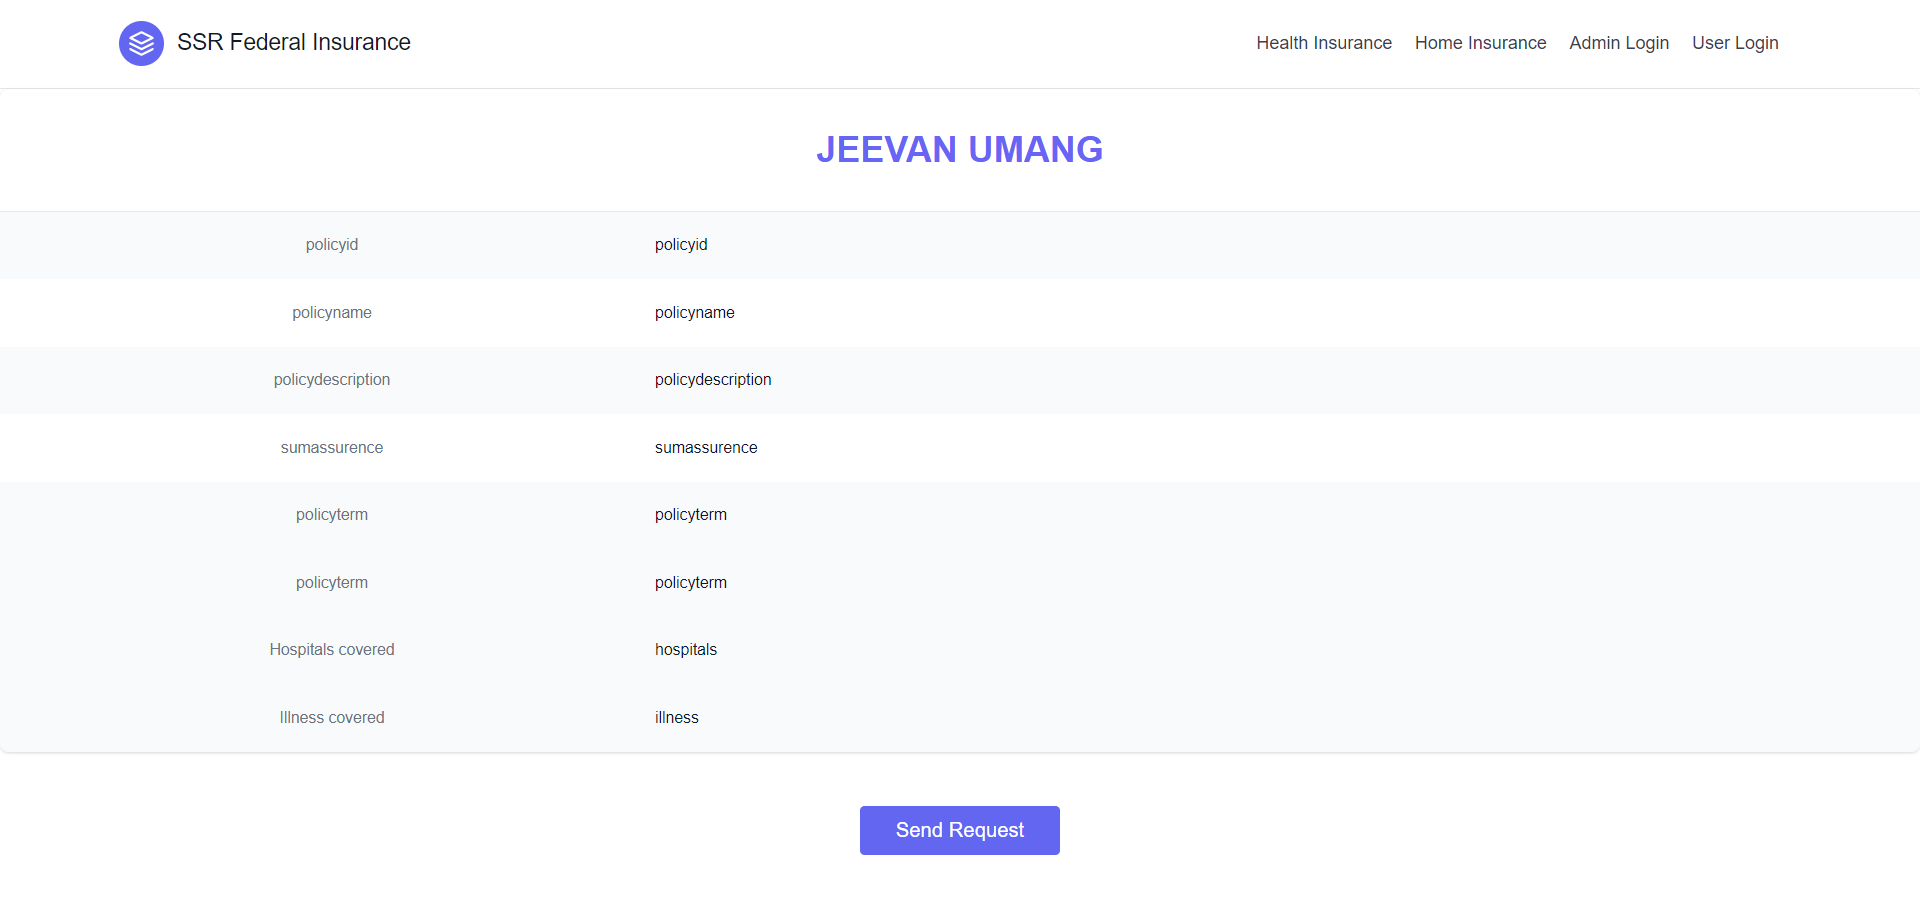 SSR Federal Insurance
Health Insurance Home Insurance Admin Login User Login
JEEVAN UMANG
policyid policyid
policyname policyname
policydescription policydescription
sumassurence sumassurence
policyterm policyterm
policyterm policyterm
Hospitals covered hospitals
Illness covered illness
Send Request